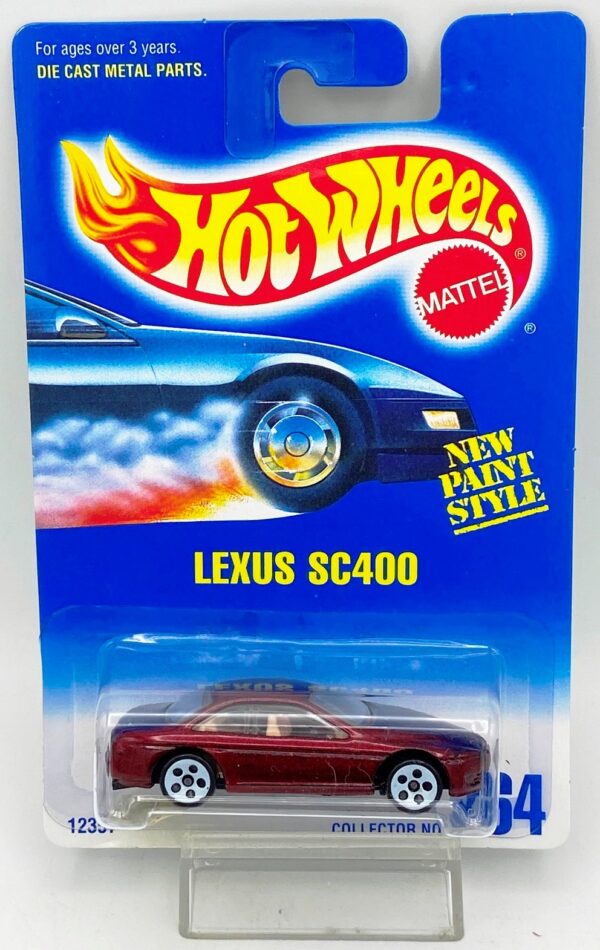 For ages over 3 years.
DIE CAST METAL PARTS.
HOT WHEELS
®
MATTEL
®
NEW
PAINT
STYLE
LEXUS SC400
COLLECTOR NO.